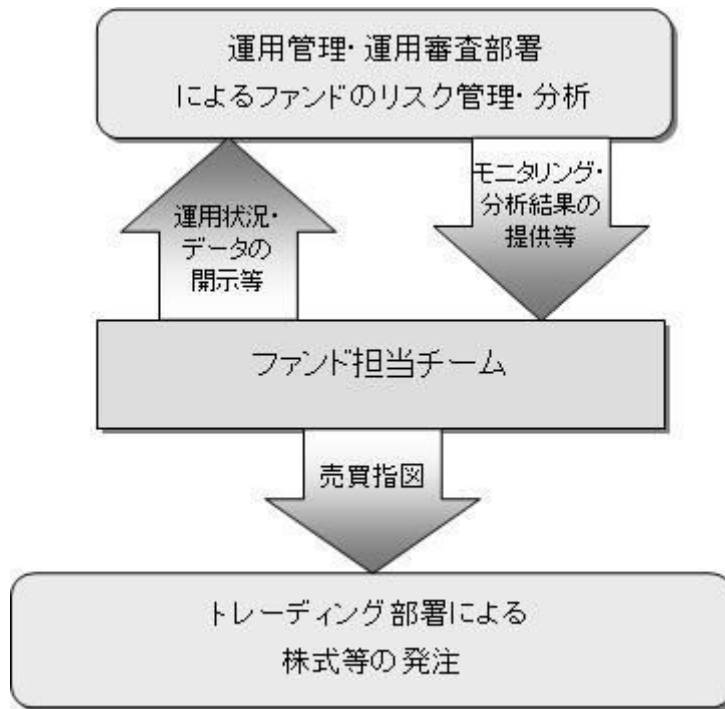 運用管理・運用審査部署
によるファンドのリスク管理・分析
運用状況・
データの
開示等
モニタリング・
分析結果の
提供等
ファンド担当チーム
売買指図
トレーディング部署による
株式等の発注